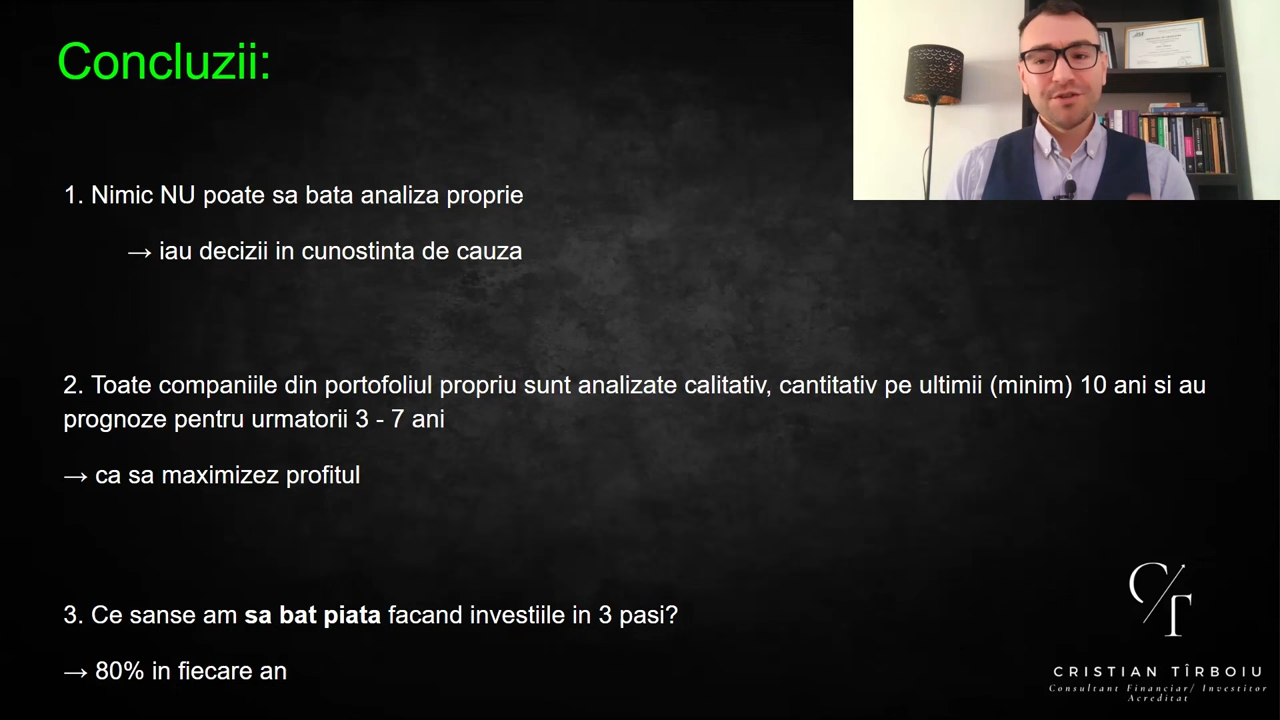 Concluzii:
1. Nimic NU poate sa bata analiza proprie
→ iau decizii in cunostinta de cauza
2. Toate companiile din portofoliul propriu sunt analizate calitativ, cantitativ pe ultimii (minim) 10 ani si au
prognoze pentru urmatorii 3 - 7 ani
→ ca sa maximizez profitul
3. Ce sanse am sa bat piata facand investiile in 3 pasi?
→ 80% in fiecare an
CT
CRISTIAN TÎRBOIU
Consultant Financiar/ Investitor
Acreditat